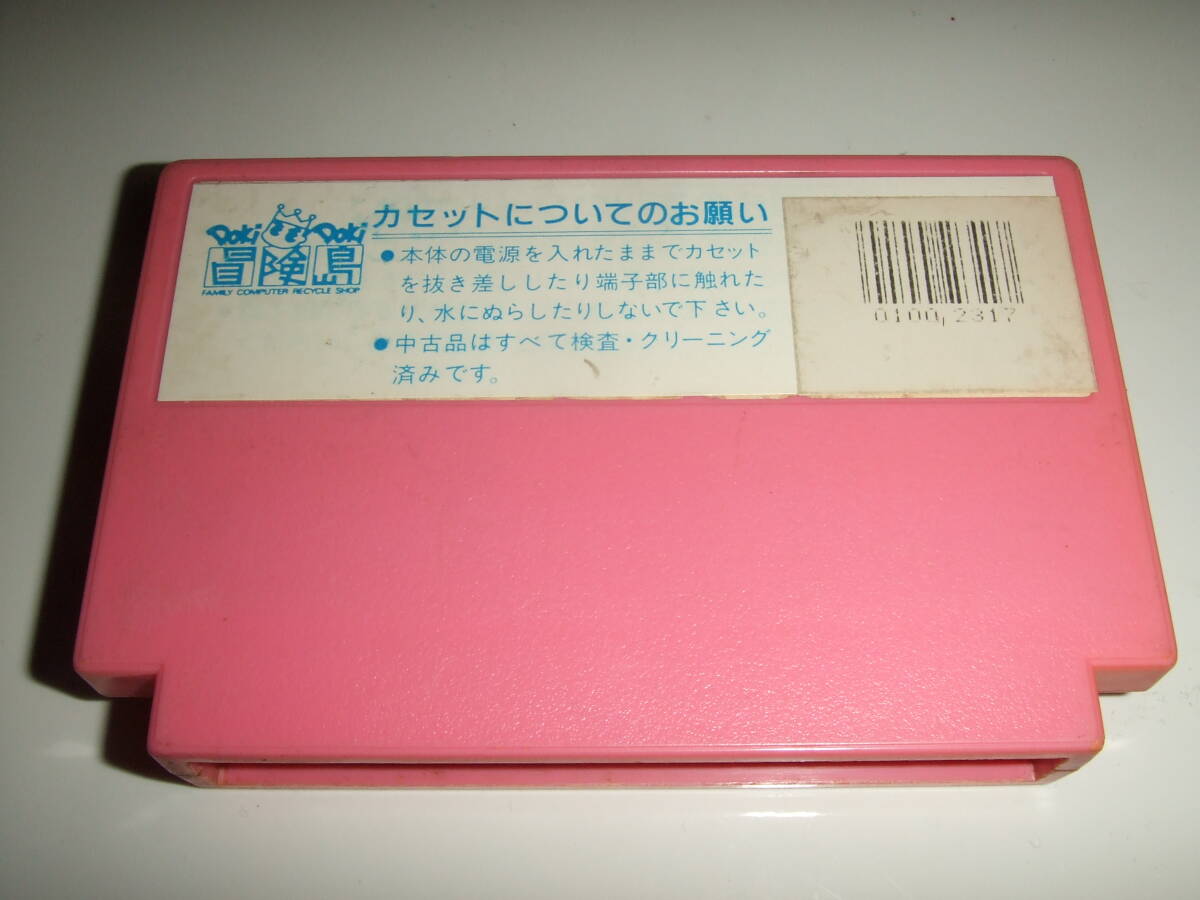 Doki Doki
冒険島
FAMILY COMPUTER RECYCLE SHOP
カセットについてのお願い
●本体の電源を入れたままでカセット
を抜き差ししたり端子部に触れた
り、水にぬらしたりしないで下さい。
●中古品はすべて検査・クリーニング
済みです。
0100,2317